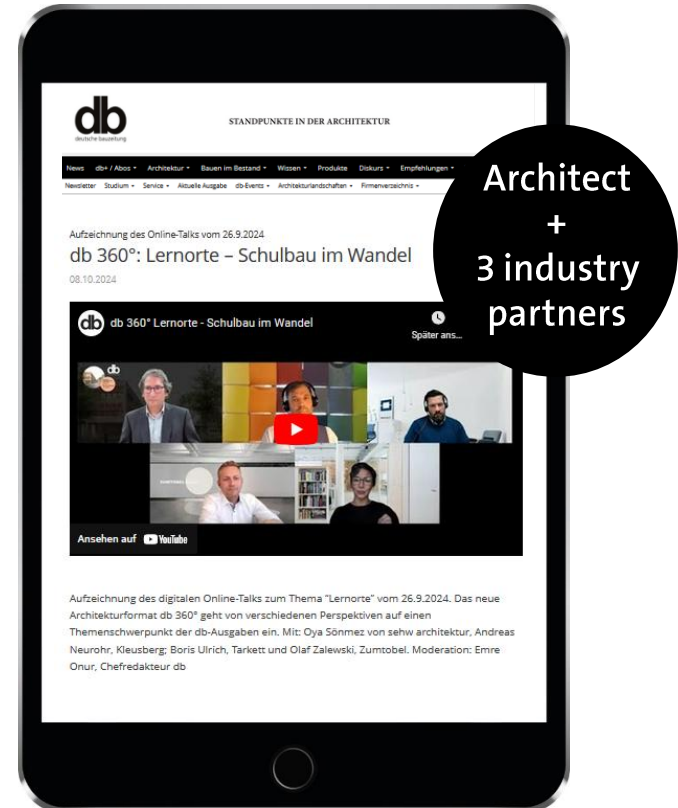 db
deutsche bauzeitung
STANDPUNKTE IN DER ARCHITEKTUR
News db+ / Abos Architektur Bauen im Bestand Wissen Produkte Diskurs Empfehlungen
Newsletter Studium Service Aktuelle Ausgabe db-Events Architekturlandschaften Firmenverzeichnis
Architect
+
3 industry
partners
Aufzeichnung des Online-Talks vom 26.9.2024
db 360°: Lernorte – Schulbau im Wandel
08.10.2024
db db 360° Lernorte - Schulbau im Wandel
Später ans...
db
Ansehen auf YouTube
Aufzeichnung des digitalen Online-Talks zum Thema "Lernorte" vom 26.9.2024. Das neue
Architekturformat db 360° geht von verschiedenen Perspektiven auf einen
Themenschwerpunkt der db-Ausgaben ein. Mit: Oya Sönmez von sehw architektur, Andreas
Neurohr, Kleusberg; Boris Ulrich, Tarkett und Olaf Zalewski, Zumtobel. Moderation: Emre
Onur, Chefredakteur db